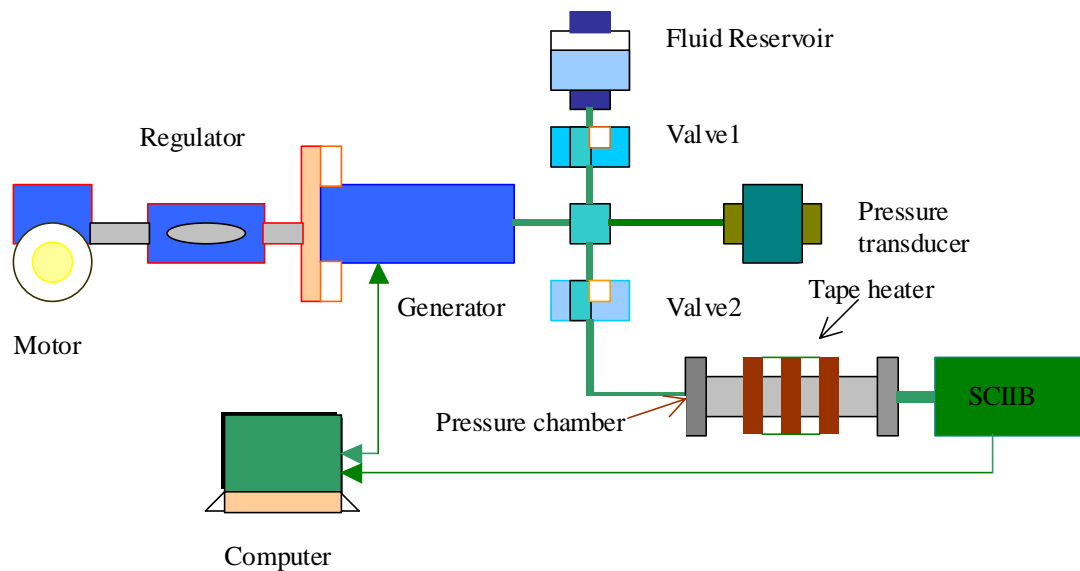 Fluid Reservoir
Regulator
Valve1
Pressure
transducer
Generator
Valve2
Tape heater
Motor
SCIIB
Pressure chamber
Computer